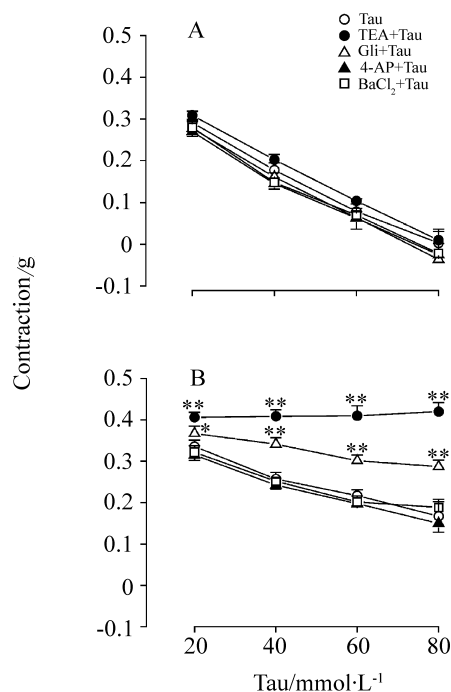 Tau
TEA+Tau
Gli+Tau
4-AP+Tau
BaCl₂+Tau
A
0.5
0.4
0.3
0.2
0.1
0
-0.1
Contraction/g
B
0.5
0.4
0.3
0.2
0.1
0
-0.1
** ** ** **
* ** ** **
20 40 60 80
Tau/mmol·L⁻¹